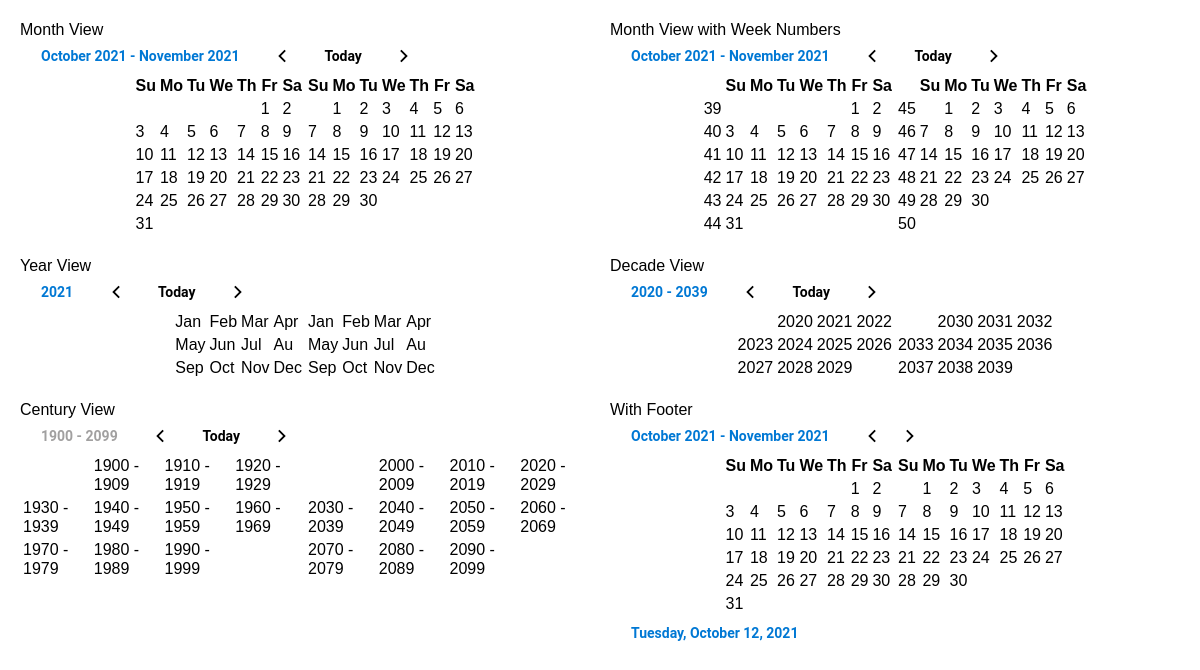 Month View
October 2021 - November 2021 Today
Su Mo Tu We Th Fr Sa Su Mo Tu We Th Fr Sa
1 2 1 2 3 4 5 6
3 4 5 6 7 8 9 7 8 9 10 11 12 13
10 11 12 13 14 15 16 14 15 16 17 18 19 20
17 18 19 20 21 22 23 21 22 23 24 25 26 27
24 25 26 27 28 29 30 28 29 30
31
Month View with Week Numbers
October 2021 - November 2021 Today
Su Mo Tu We Th Fr Sa Su Mo Tu We Th Fr Sa
39 1 2 45 1 2 3 4 5 6
40 3 4 5 6 7 8 9 46 7 8 9 10 11 12 13
41 10 11 12 13 14 15 16 47 14 15 16 17 18 19 20
42 17 18 19 20 21 22 23 48 21 22 23 24 25 26 27
43 24 25 26 27 28 29 30 49 28 29 30
44 31 50
Year View
2021 Today
Jan Feb Mar Apr Jan Feb Mar Apr
May Jun Jul Au May Jun Jul Au
Sep Oct Nov Dec Sep Oct Nov Dec
Decade View
2020 - 2039 Today
2020 2021 2022 2030 2031 2032
2023 2024 2025 2026 2033 2034 2035 2036
2027 2028 2029 2037 2038 2039
Century View
1900 - 2099 Today
1900 - 1910 - 1920 - 2000 - 2010 - 2020 -
1909 1919 1929 2009 2019 2029
1930 - 1940 - 1950 - 1960 - 2030 - 2040 - 2050 - 2060 -
1939 1949 1959 1969 2039 2049 2059 2069
1970 - 1980 - 1990 - 2070 - 2080 - 2090 -
1979 1989 1999 2079 2089 2099
With Footer
October 2021 - November 2021
Su Mo Tu We Th Fr Sa Su Mo Tu We Th Fr Sa
1 2 1 2 3 4 5 6
3 4 5 6 7 8 9 7 8 9 10 11 12 13
10 11 12 13 14 15 16 14 15 16 17 18 19 20
17 18 19 20 21 22 23 21 22 23 24 25 26 27
24 25 26 27 28 29 30 28 29 30
31
Tuesday, October 12, 2021